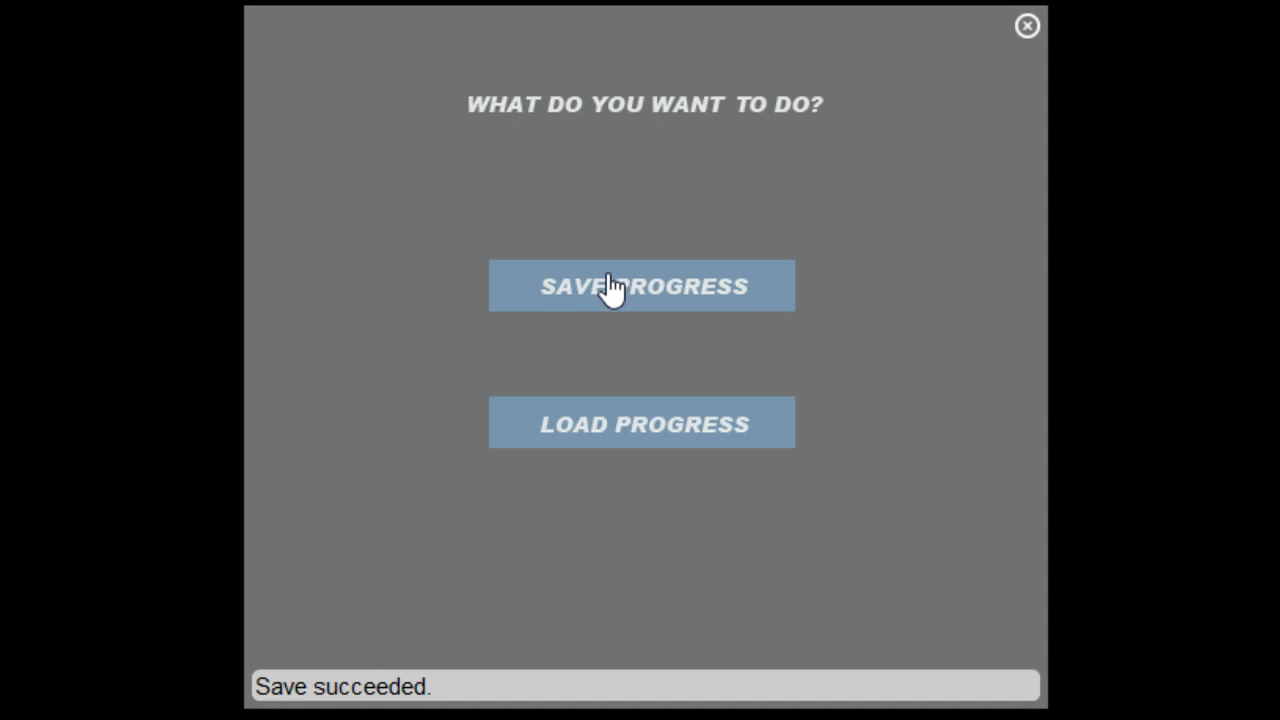 WHAT DO YOU WANT TO DO?
SAVE PROGRESS
LOAD PROGRESS
Save succeeded.